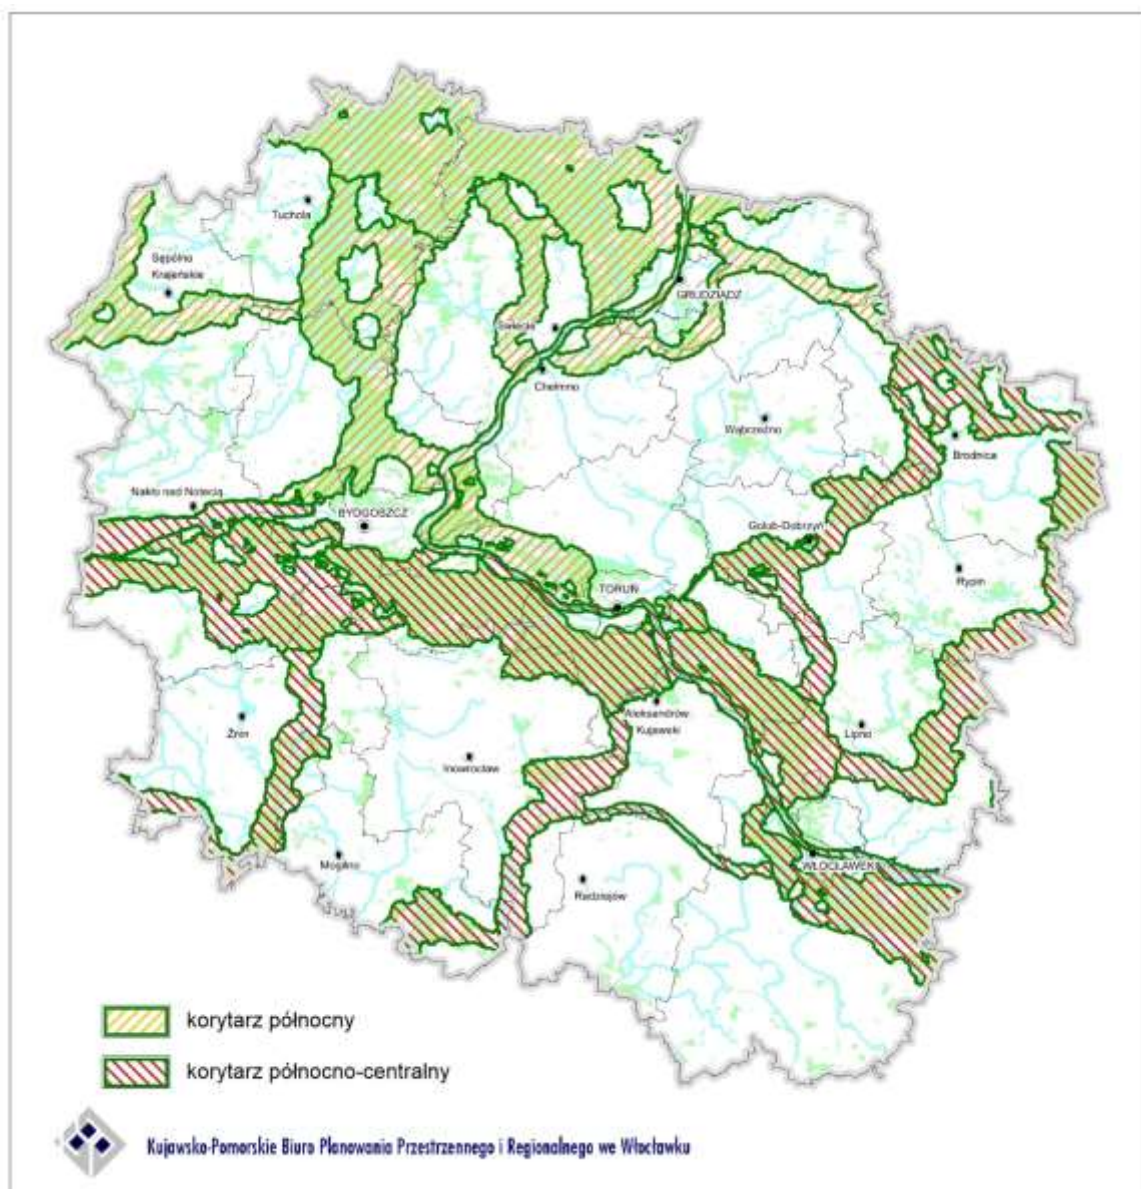 Tuchola
Sępólno
Krajeńskie
GRUDZIĄDZ
Świecie
Chełmno
Wąbrzeźno
Brodnica
Nakło nad Notecią
BYDGOSZCZ
Golub-Dobrzyń
Rypin
TORUŃ
Aleksandrów
Kujawski
Żnin
Lipno
Inowrocław
Mogilno
WŁOCŁAWEK
Radziejów
korytarz północny
korytarz północno-centralny
Kujawsko-Pomorskie Biuro Planowania Przestrzennego i Regionalnego we Włocławku